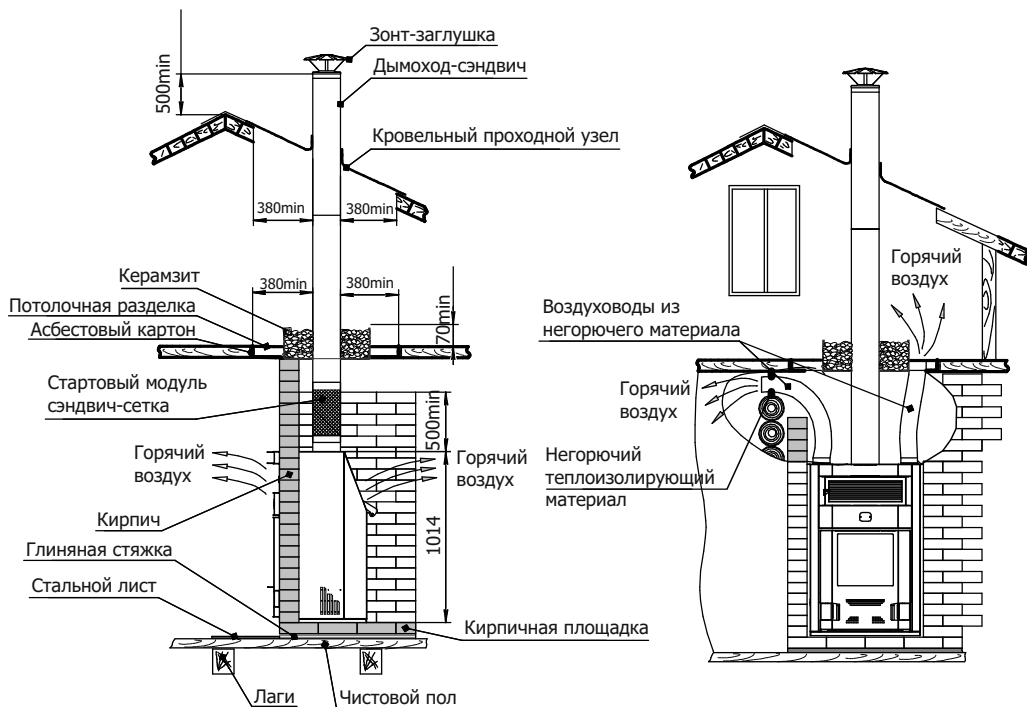 Зонт-заглушка
Дымоход-сэндвич
500min
Кровельный проходной узел
380min
380min
Керамзит
380min
380min
Потолочная разделка
Асбестовый картон
70min
Стартовый модуль
сэндвич-сетка
500min
Горячий
воздух
Горячий
воздух
Кирпич
1014
Глиняная стяжка
Стальной лист
Кирпичная площадка
Лаги
Чистовой пол
Горячий
воздух
Воздуховоды из
негорючего материала
Горячий
воздух
Негорючий
теплоизолирующий
материал